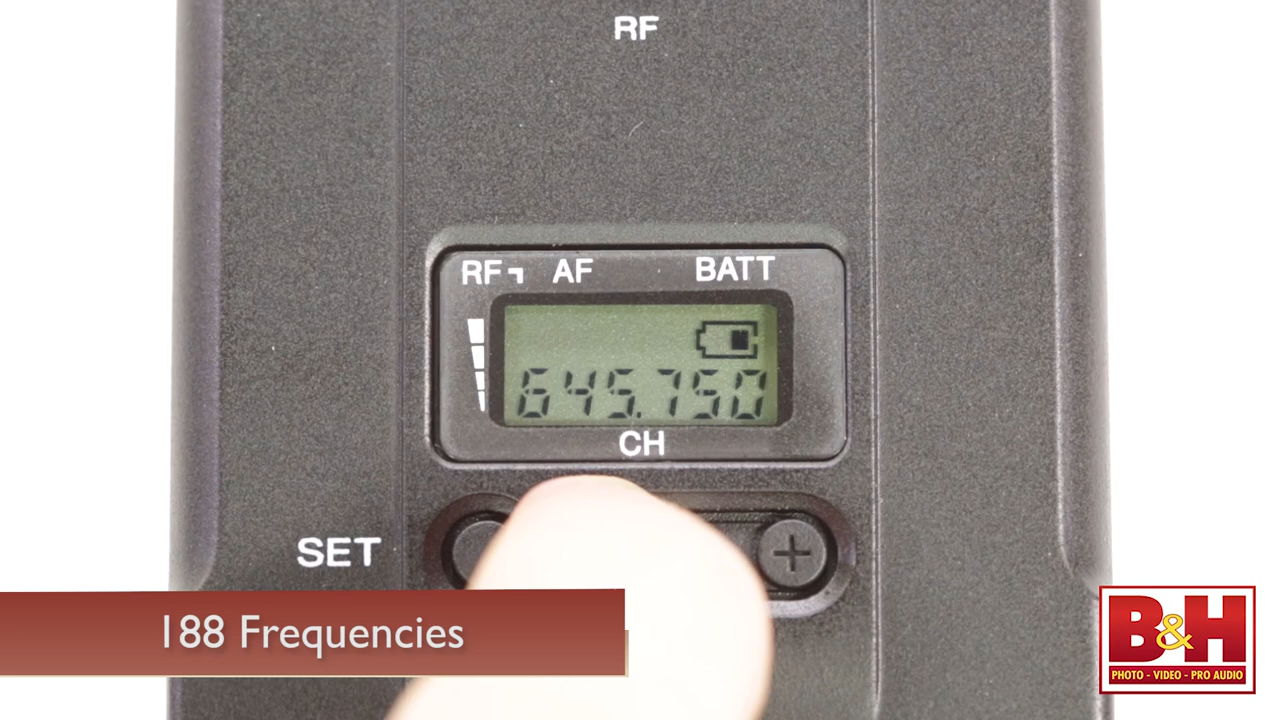 RF
RF AF BATT
645.750
CH
SET
+
188 Frequencies
B&H
PHOTO - VIDEO - PRO AUDIO